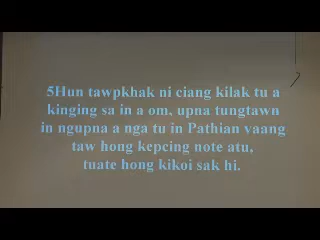 5Hun tawpkhak ni ciang kilak tu a
kinging sa in a om, upna tungtawn
in ngupna a nga tu in Pathian vaang
taw hong kepcing note atu,
tuate hong kikoi sak hi.